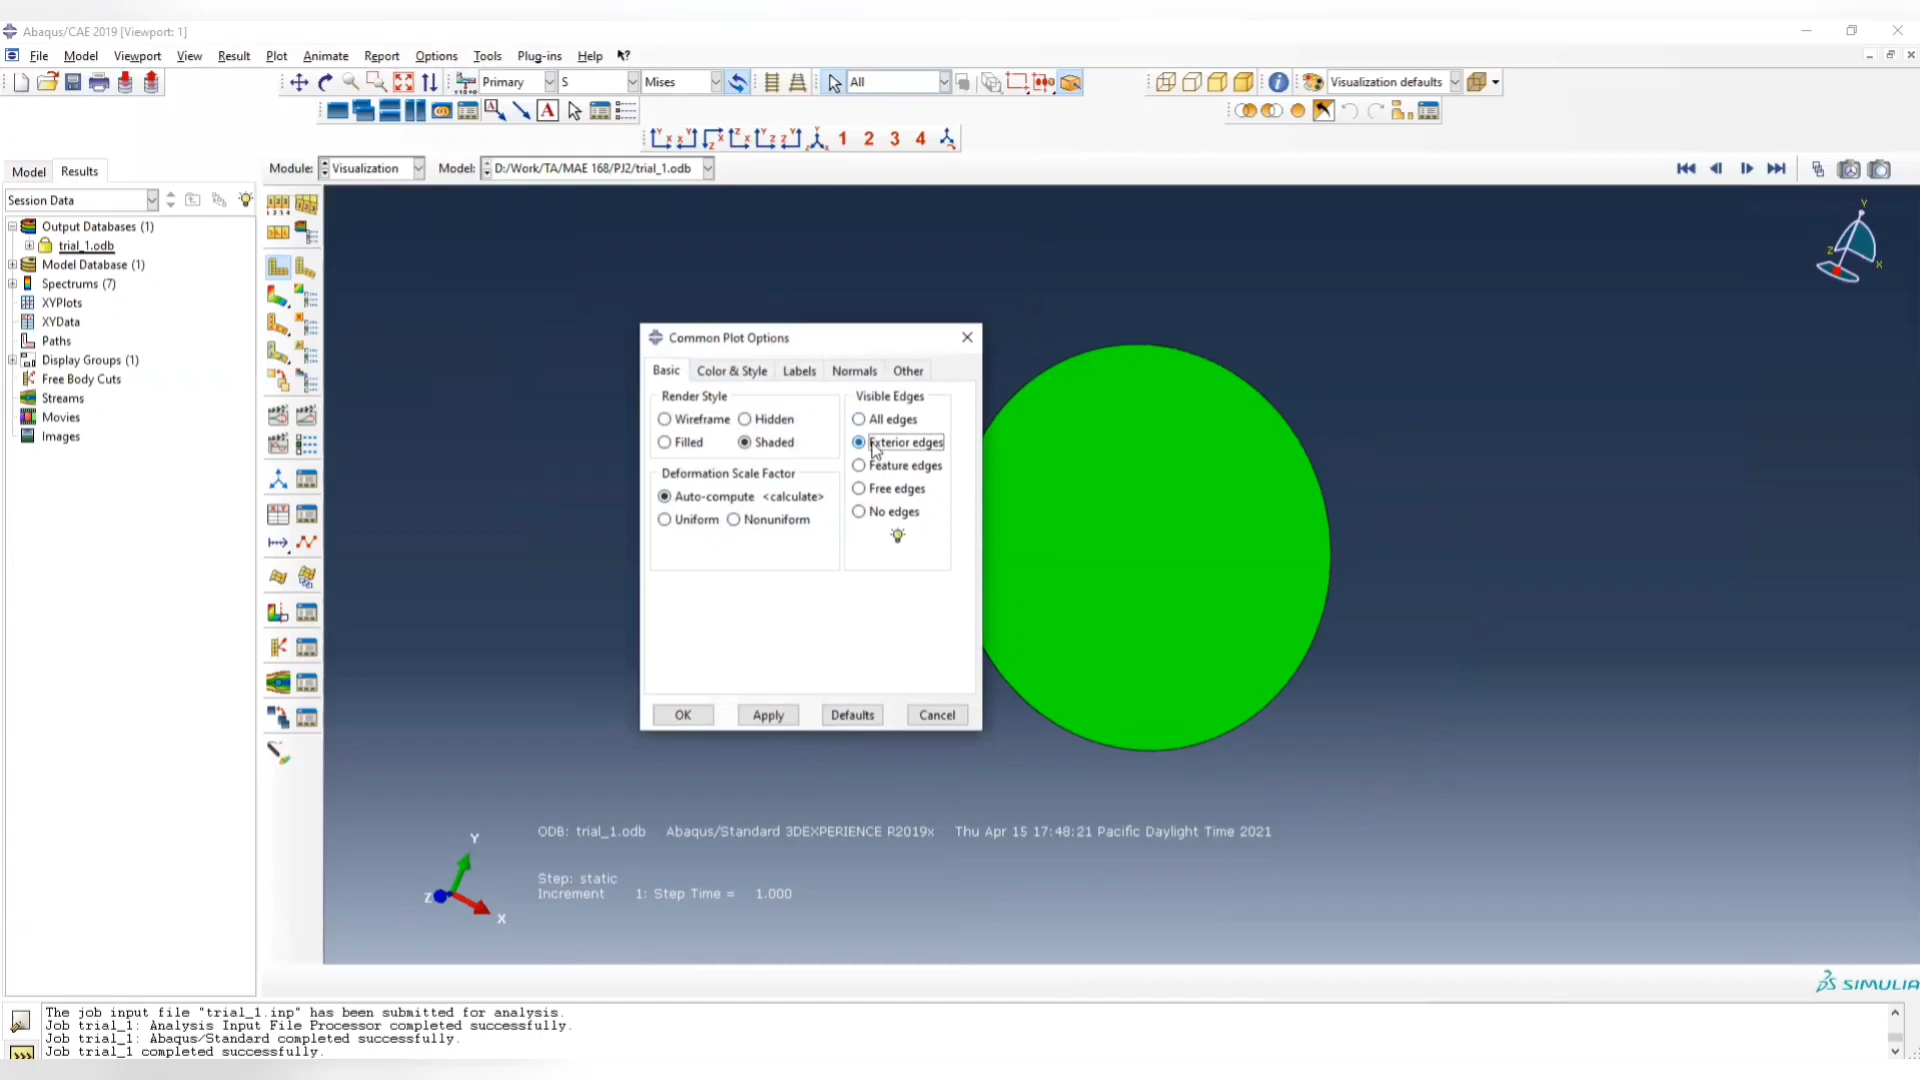 Abaqus/CAE 2019 [Viewport: 1]
File Model Viewport View Result Plot Animate Report Options Tools Plug-ins Help
Primary S Mises All Visualization defaults
A
1 2 3 4
Model Results
Module: Visualization Model: D:/Work/TA/MAE 168/PJ2/trial_1.odb
Session Data
Output Databases (1)
trial_1.odb
Model Database (1)
Spectrums (7)
XYPlots
XYData
Paths
Display Groups (1)
Free Body Cuts
Streams
Movies
Images
Common Plot Options
Basic Color & Style Labels Normals Other
Render Style
Wireframe Hidden
Filled Shaded
Deformation Scale Factor
Auto-compute <calculate>
Uniform Nonuniform
Visible Edges
All edges
Exterior edges
Feature edges
Free edges
No edges
OK Apply Defaults Cancel
Y
Z
X
Y
Z
X
ODB: trial_1.odb Abaqus/Standard 3DEXPERIENCE R2019x Thu Apr 15 17:48:21 Pacific Daylight Time 2021
Step: static
Increment 1: Step Time = 1.000
SIMULIA
The job input file "trial_1.inp" has been submitted for analysis.
Job trial_1: Analysis Input File Processor completed successfully.
Job trial_1: Abaqus/Standard completed successfully.
Job trial_1 completed successfully.